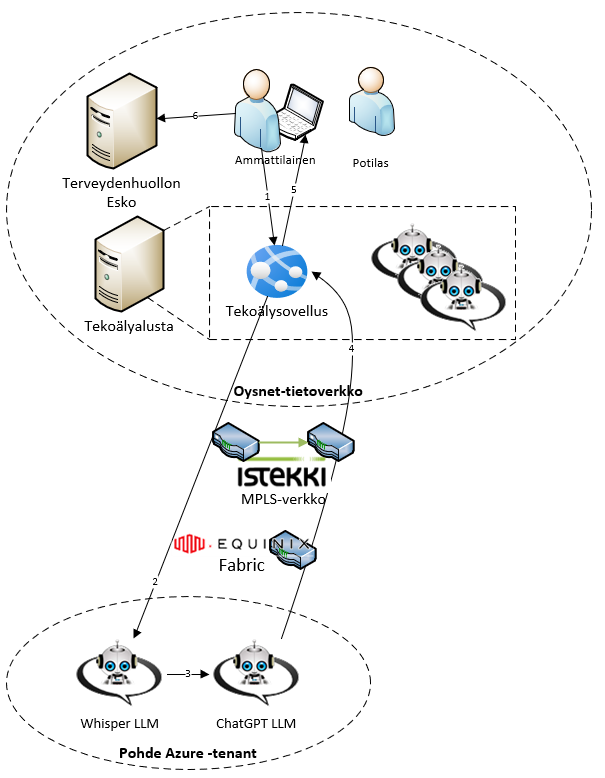 6
Ammattilainen
Potilas
Terveydenhuollon
Esko
1
5
Tekoälyalusta
Tekoälysovellus
4
Oysnet-tietoverkko
ISTEKKI
MPLS-verkko
EQUINIX
Fabric
2
3
Whisper LLM
ChatGPT LLM
Pohde Azure -tenant